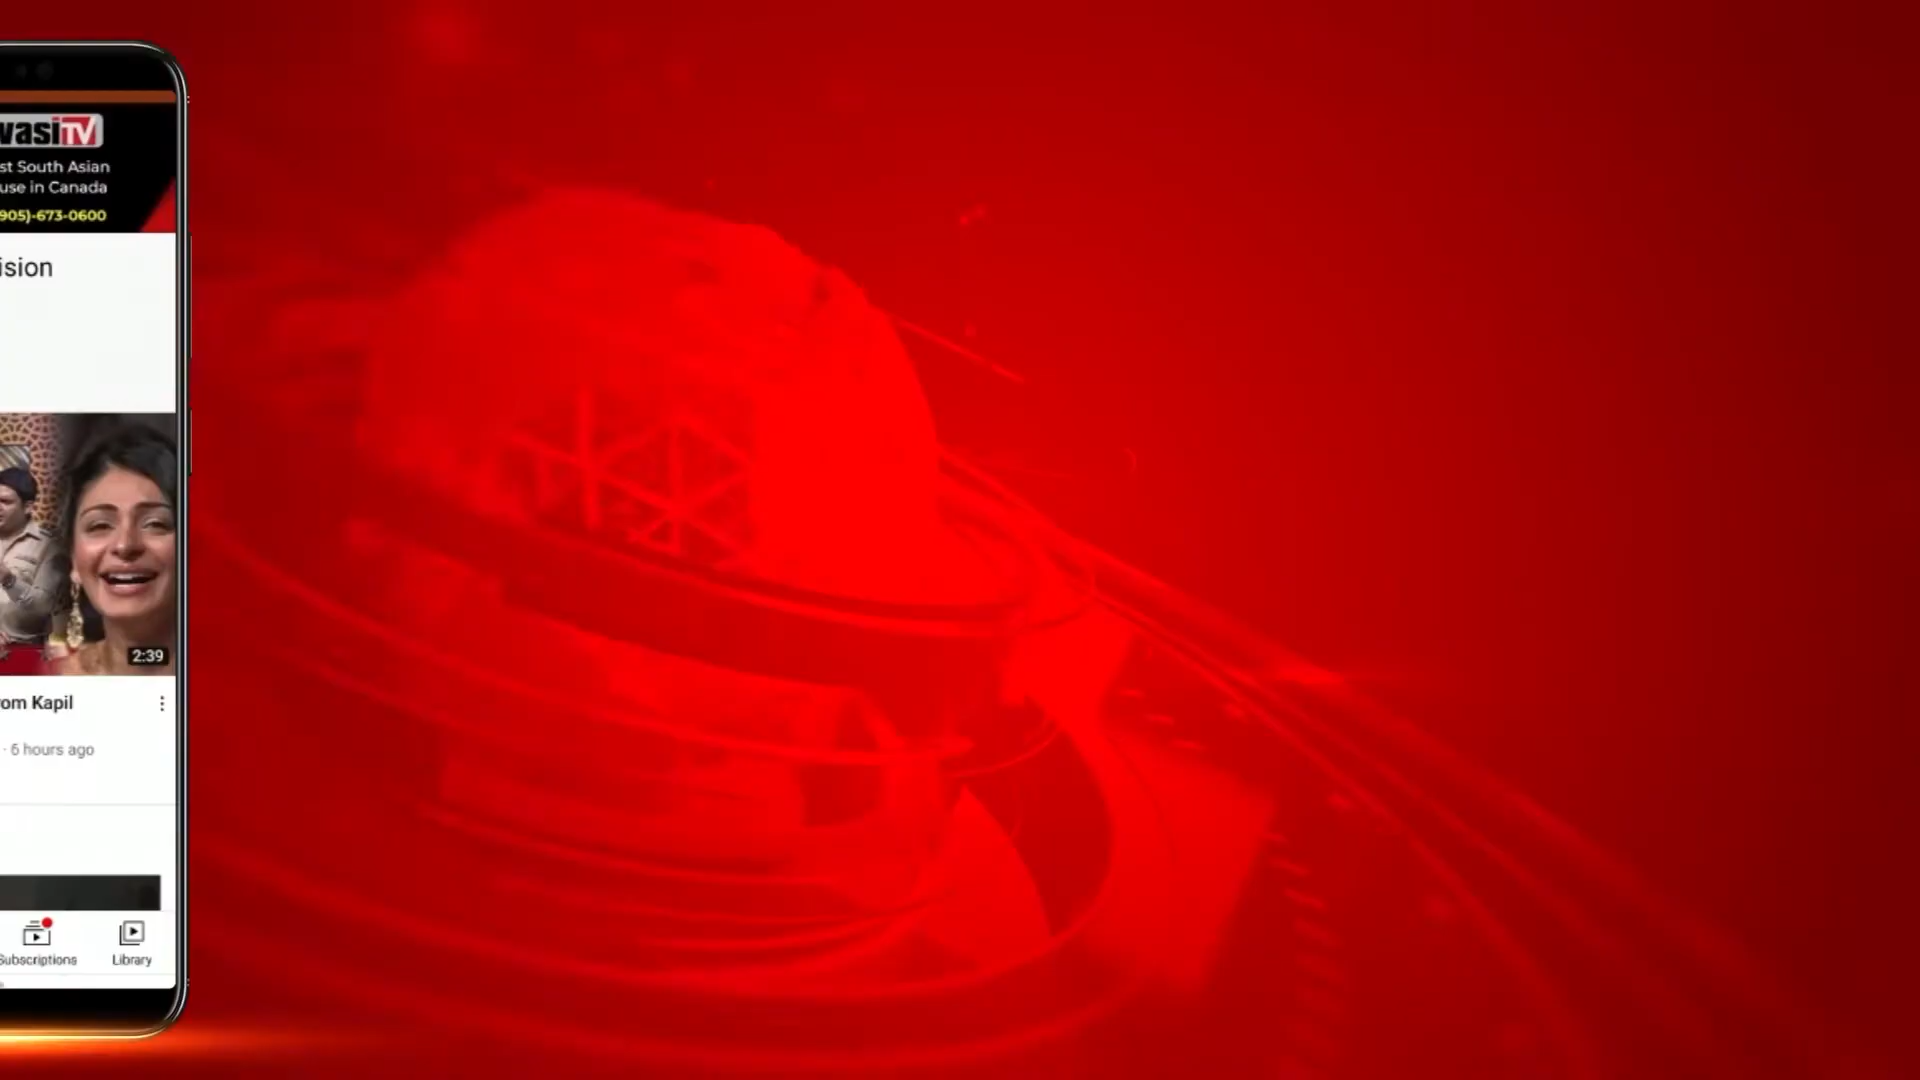 vasiTV
st South Asian
use in Canada
905)-673-0600
ision
2:39
om Kapil
· 6 hours ago
Subscriptions
Library